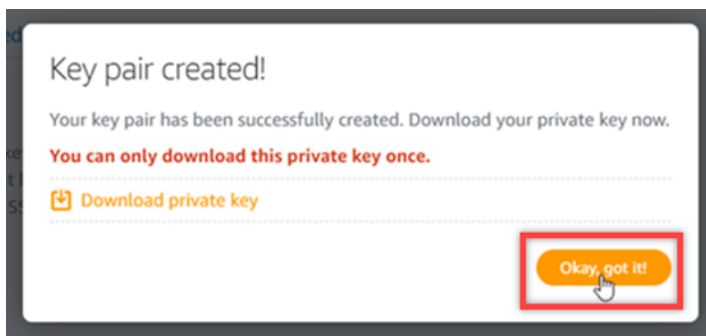 Key pair created!
Your key pair has been successfully created. Download your private key now.
You can only download this private key once.
Download private key
Okay, got it!